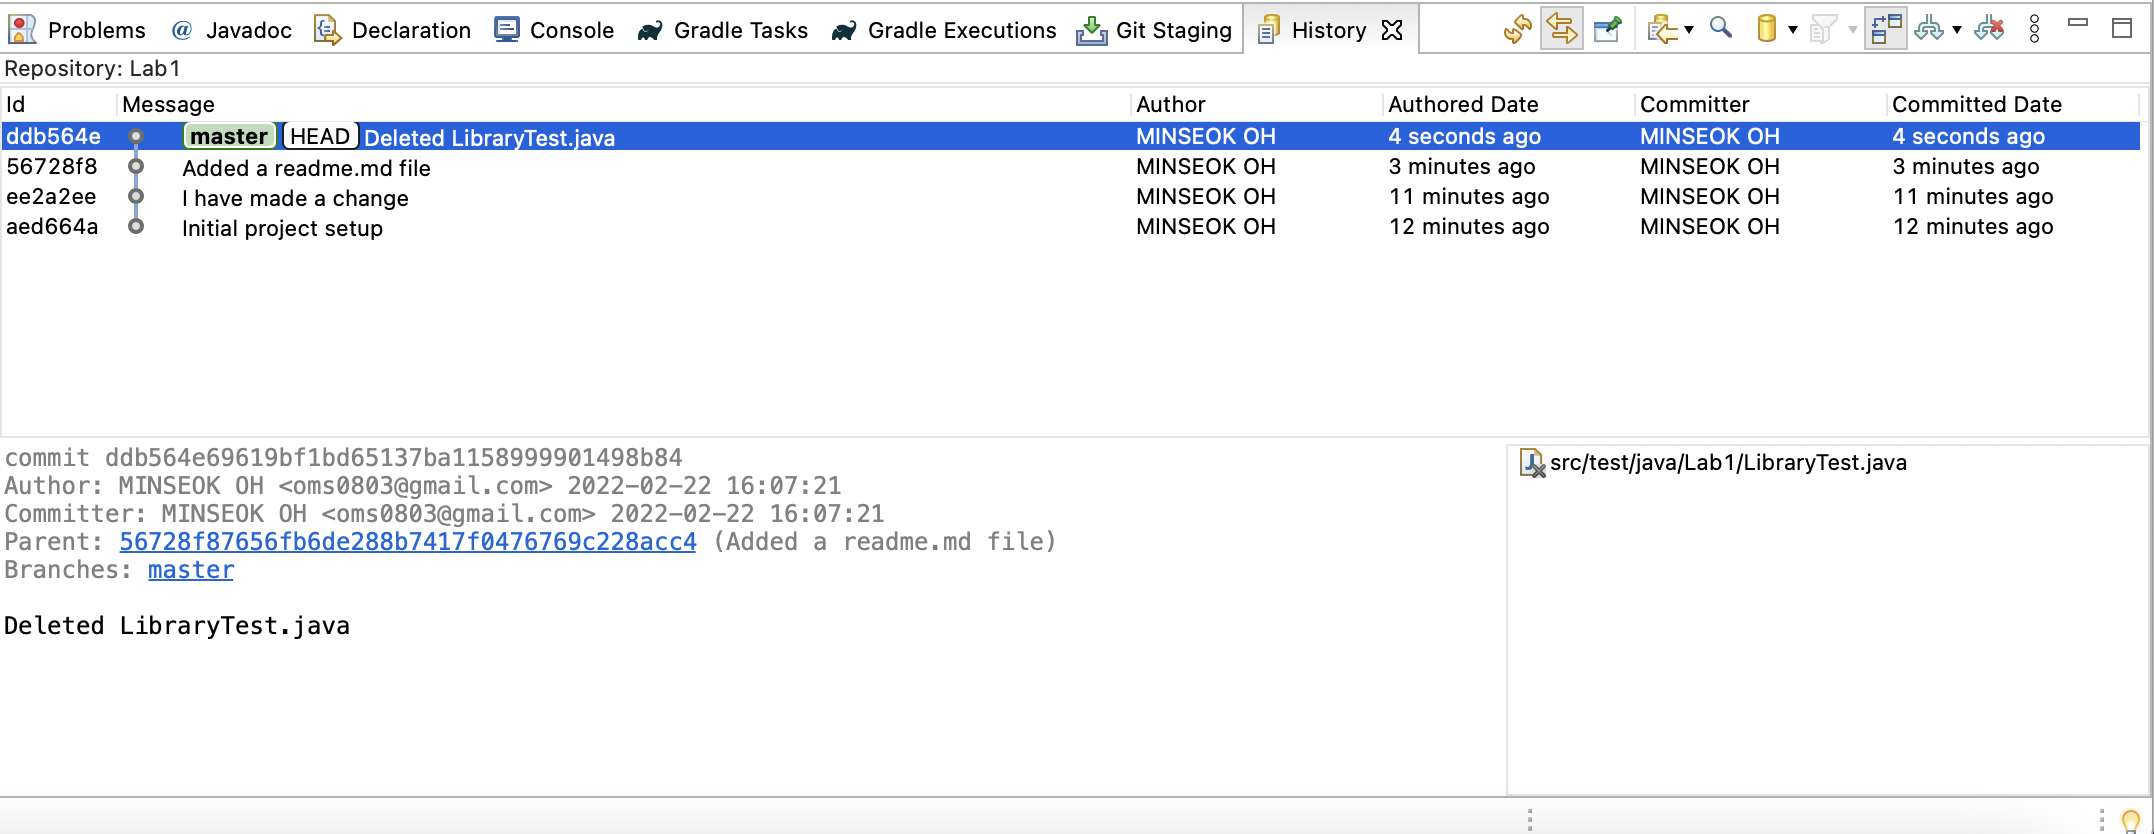 Problems @ Javadoc Declaration Console Gradle Tasks Gradle Executions Git Staging History
Repository: Lab1
Id Message Author Authored Date Committer Committed Date
ddb564e master HEAD Deleted LibraryTest.java MINSEOK OH 4 seconds ago MINSEOK OH 4 seconds ago
56728f8 Added a readme.md file MINSEOK OH 3 minutes ago MINSEOK OH 3 minutes ago
ee2a2ee I have made a change MINSEOK OH 11 minutes ago MINSEOK OH 11 minutes ago
aed664a Initial project setup MINSEOK OH 12 minutes ago MINSEOK OH 12 minutes ago
commit ddb564e69619bf1bd65137ba1158999901498b84
Author: MINSEOK OH <oms0803@gmail.com> 2022-02-22 16:07:21
Committer: MINSEOK OH <oms0803@gmail.com> 2022-02-22 16:07:21
Parent: 56728f87656fb6de288b7417f0476769c228acc4 (Added a readme.md file)
Branches: master
Deleted LibraryTest.java
src/test/java/Lab1/LibraryTest.java